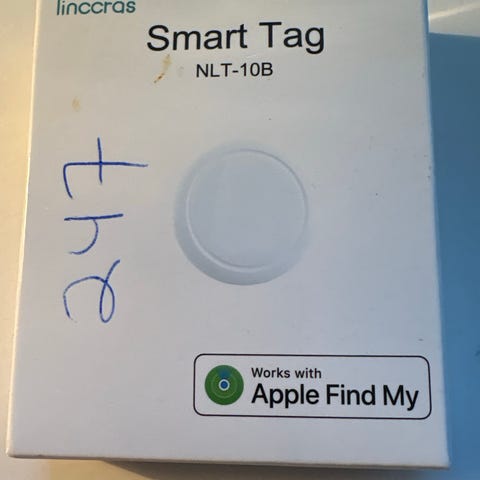 linccras
Smart Tag
NLT-10B
247
Works with
Apple Find My